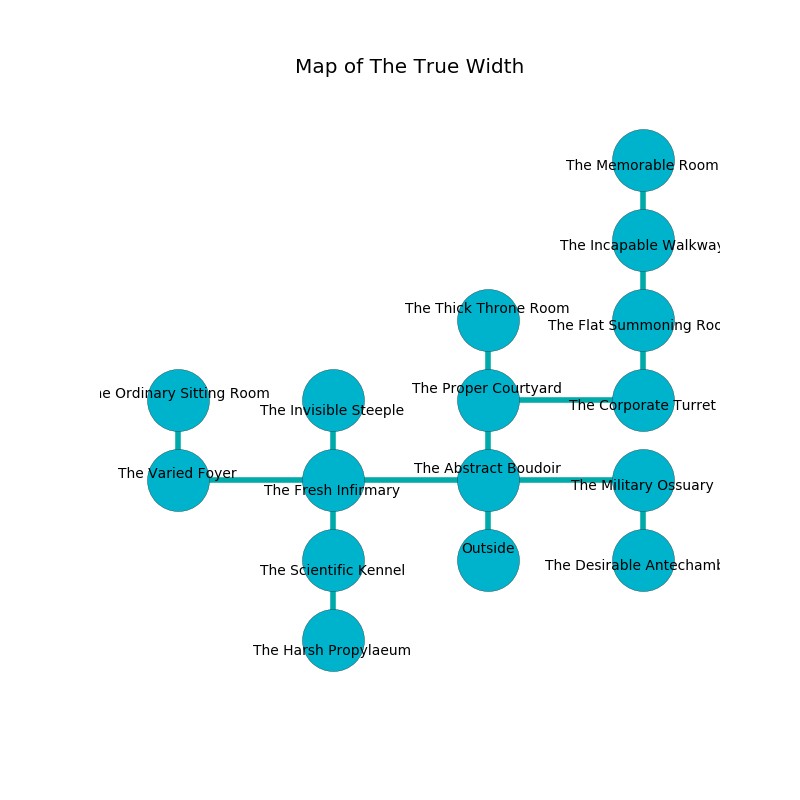 Map of The True Width
The Memorable Room
The Incapable Walkway
The Thick Throne Room
The Flat Summoning Roo
The Proper Courtyard
The Ordinary Sitting Room
The Corporate Turret
The Invisible Steeple
The Abstract Boudoir
The Varied Foyer
The Military Ossuary
The Fresh Infirmary
Outside
The Desirable Antechamb
The Scientific Kennel
The Harsh Propylaeum